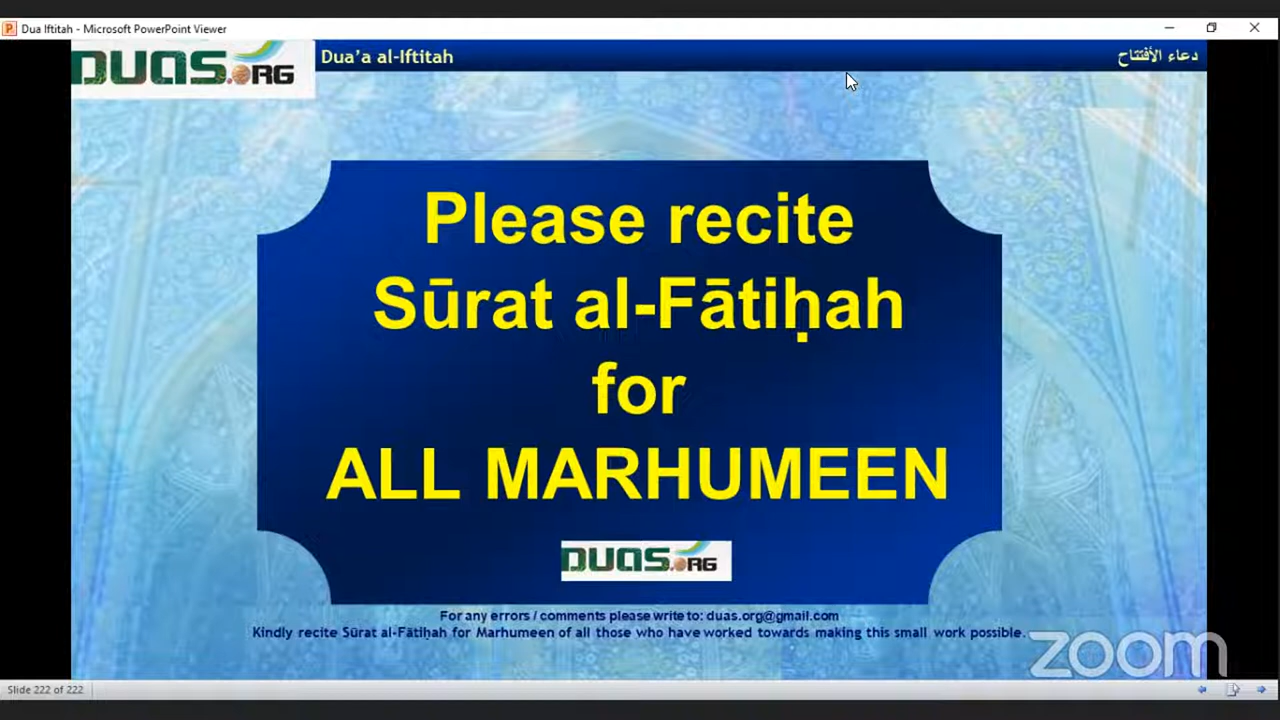 Dua Iftitah - Microsoft PowerPoint Viewer
DUAS.ORG
Dua’a al-Iftitah
دعاء الأفتتاح
Please recite
Sūrat al-Fātiḥah
for
ALL MARHUMEEN
DUAS.ORG
For any errors / comments please write to: duas.org@gmail.com
Kindly recite Sūrat al-Fātiḥah for Marhumeen of all those who have worked towards making this small work possible.
zoom
Slide 222 of 222